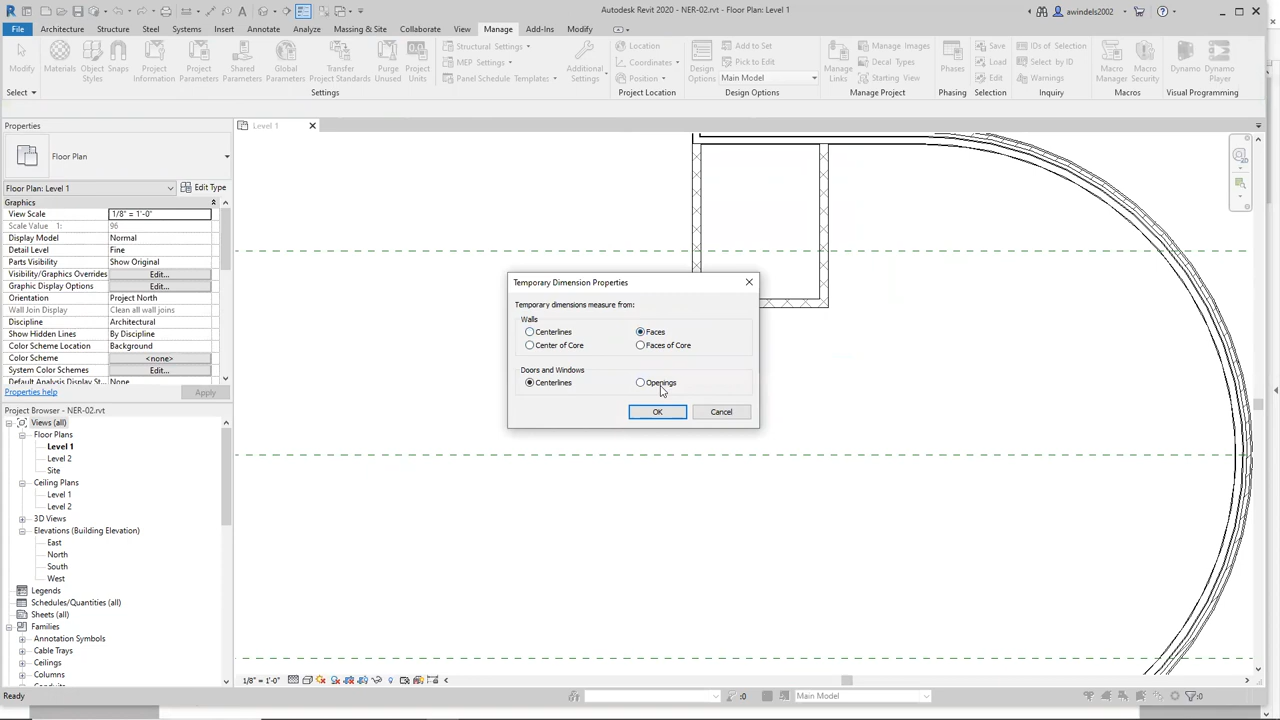 Autodesk Revit 2020 - NER-02.rvt - Floor Plan: Level 1
awindels2002
File Architecture Structure Steel Systems Insert Annotate Analyze Massing & Site Collaborate View Manage Add-Ins Modify
Modify
Materials
Object Styles
Snaps
Project Information
Project Parameters
Shared Parameters
Global Parameters
Transfer Project Standards
Purge Unused
Project Units
Structural Settings
MEP Settings
Panel Schedule Templates
Additional Settings
Location
Coordinates
Position
Design Options
Add to Set
Pick to Edit
Main Model
Manage Links
Manage Images
Decal Types
Starting View
Phases
Save
Load
Edit
IDs of Selection
Select by ID
Warnings
Macro Manager
Macro Security
Dynamo
Dynamo Player
Select Settings Project Location Design Options Manage Project Phasing Selection Inquiry Macros Visual Programming
Properties
Level 1
Floor Plan
Floor Plan: Level 1 Edit Type
Graphics
View Scale 1/8" = 1'-0"
Scale Value 1: 96
Display Model Normal
Detail Level Fine
Parts Visibility Show Original
Visibility/Graphics Overrides Edit...
Graphic Display Options Edit...
Orientation Project North
Wall Join Display Clean all wall joins
Discipline Architectural
Show Hidden Lines By Discipline
Color Scheme Location Background
Color Scheme <none>
System Color Schemes Edit...
Default Analysis Display None
Properties help Apply
Project Browser - NER-02.rvt
Views (all)
Floor Plans
Level 1
Level 2
Site
Ceiling Plans
Level 1
Level 2
3D Views
Elevations (Building Elevation)
East
North
South
West
Legends
Schedules/Quantities (all)
Sheets (all)
Families
Annotation Symbols
Cable Trays
Ceilings
Columns
Temporary Dimension Properties
Temporary dimensions measure from:
Walls
Centerlines Faces
Center of Core Faces of Core
Doors and Windows
Centerlines Openings
OK Cancel
1/8" = 1'-0"
Ready
:0
Main Model
:0